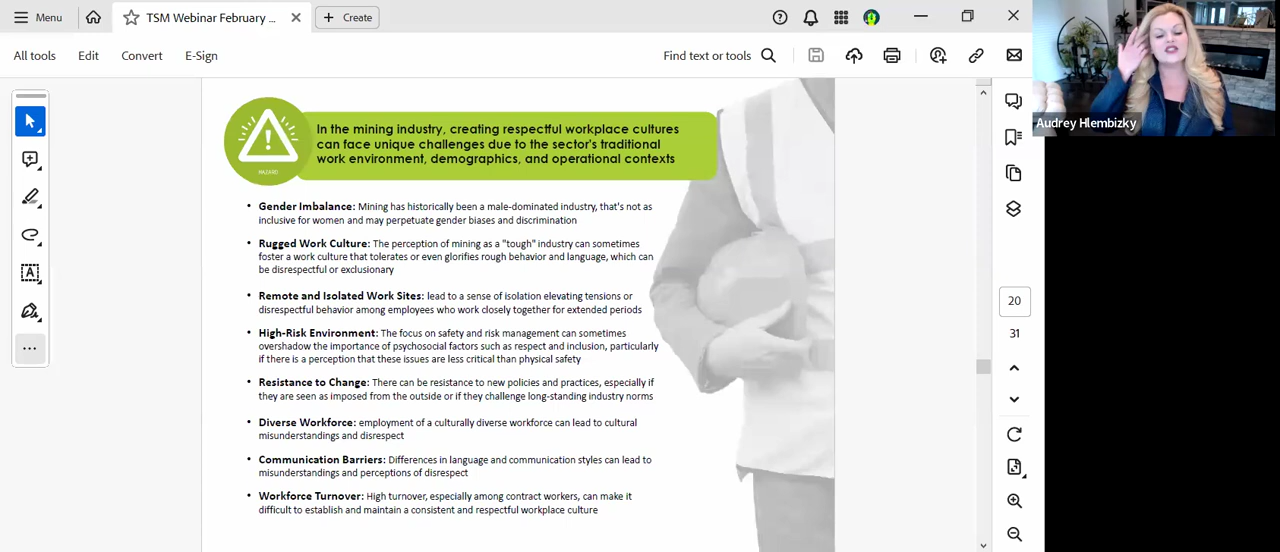 Menu
TSM Webinar February ...
Create
All tools
Edit
Convert
E-Sign
Find text or tools
Audrey Hlembizky
HAZARD
In the mining industry, creating respectful workplace cultures
can face unique challenges due to the sector's traditional
work environment, demographics, and operational contexts
• Gender Imbalance: Mining has historically been a male-dominated industry, that's not as
inclusive for women and may perpetuate gender biases and discrimination
• Rugged Work Culture: The perception of mining as a "tough" industry can sometimes
foster a work culture that tolerates or even glorifies rough behavior and language, which can
be disrespectful or exclusionary
• Remote and Isolated Work Sites: lead to a sense of isolation elevating tensions or
disrespectful behavior among employees who work closely together for extended periods
• High-Risk Environment: The focus on safety and risk management can sometimes
overshadow the importance of psychosocial factors such as respect and inclusion, particularly
if there is a perception that these issues are less critical than physical safety
• Resistance to Change: There can be resistance to new policies and practices, especially if
they are seen as imposed from the outside or if they challenge long-standing industry norms
• Diverse Workforce: employment of a culturally diverse workforce can lead to cultural
misunderstandings and disrespect
• Communication Barriers: Differences in language and communication styles can lead to
misunderstandings and perceptions of disrespect
• Workforce Turnover: High turnover, especially among contract workers, can make it
difficult to establish and maintain a consistent and respectful workplace culture
20
31